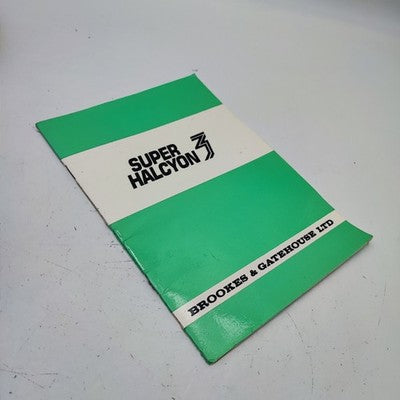 SUPER
HALCYON 3
BROOKES & GATEHOUSE LTD